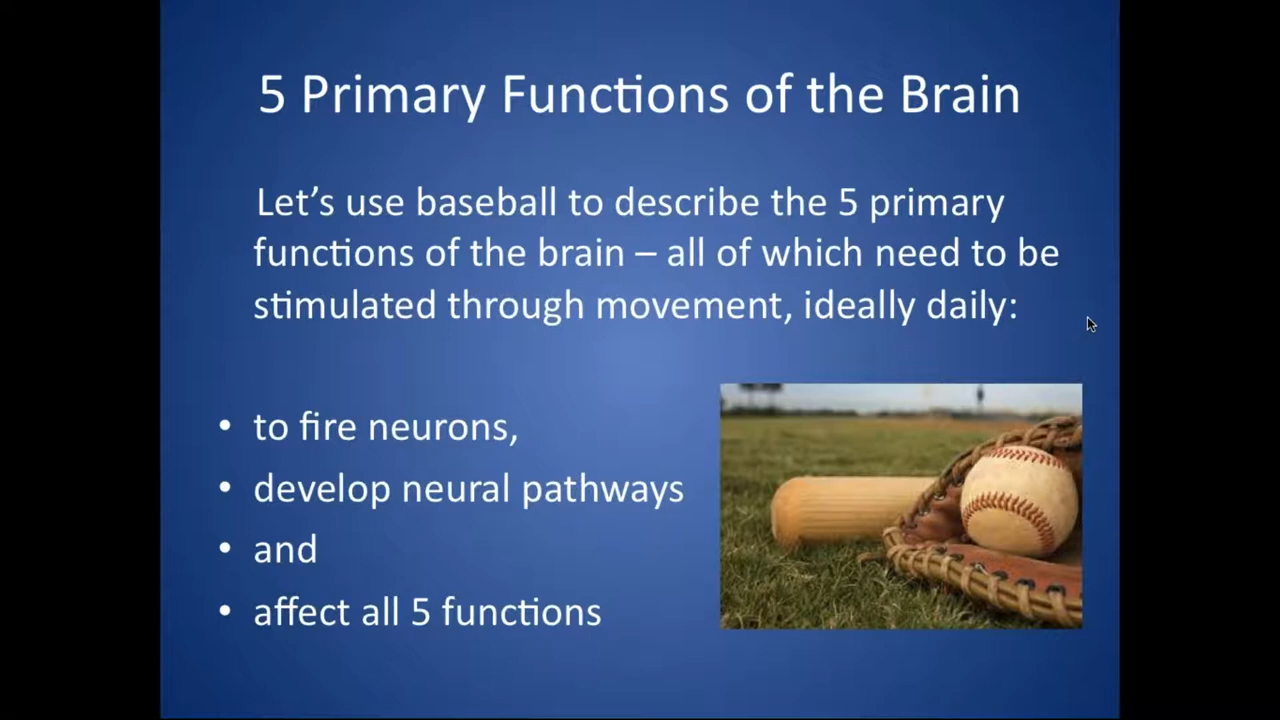 5 Primary Functions of the Brain
Let’s use baseball to describe the 5 primary
functions of the brain – all of which need to be
stimulated through movement, ideally daily:
• to fire neurons,
• develop neural pathways
• and
• affect all 5 functions